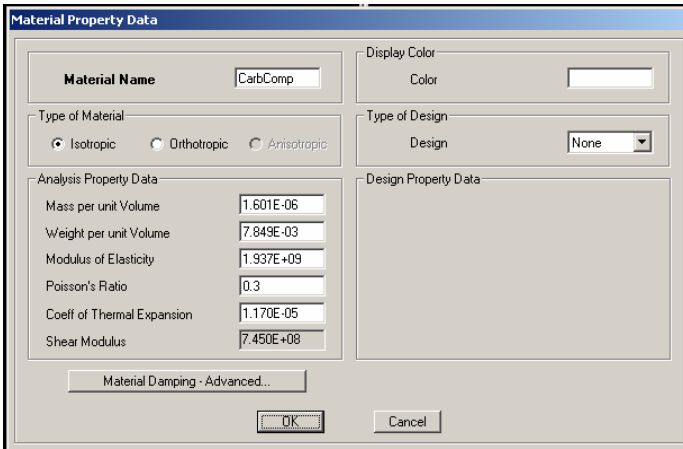 Material Property Data
Material Name CarbComp
Display Color
Color
Type of Material
Isotropic Orthotropic Anisotropic
Type of Design
Design None
Analysis Property Data
Mass per unit Volume 1.601E-06
Weight per unit Volume 7.849E-03
Modulus of Elasticity 1.937E+09
Poisson's Ratio 0.3
Coeff of Thermal Expansion 1.170E-05
Shear Modulus 7.450E+08
Design Property Data
Material Damping - Advanced...
OK Cancel